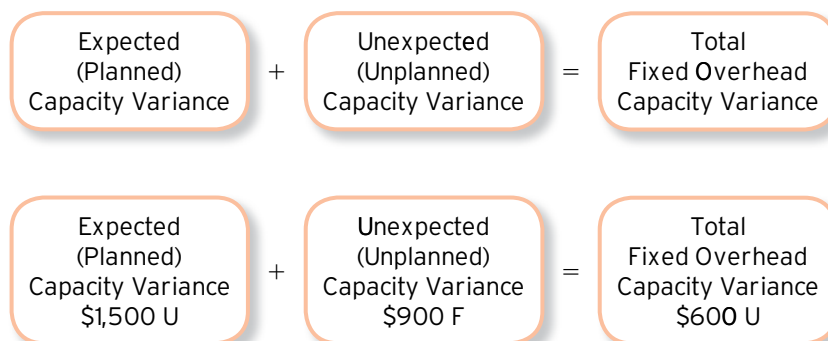 Expected
(Planned)
Capacity Variance
+
Unexpected
(Unplanned)
Capacity Variance
=
Total
Fixed Overhead
Capacity Variance
Expected
(Planned)
Capacity Variance
$1,500 U
+
Unexpected
(Unplanned)
Capacity Variance
$900 F
=
Total
Fixed Overhead
Capacity Variance
$600 U